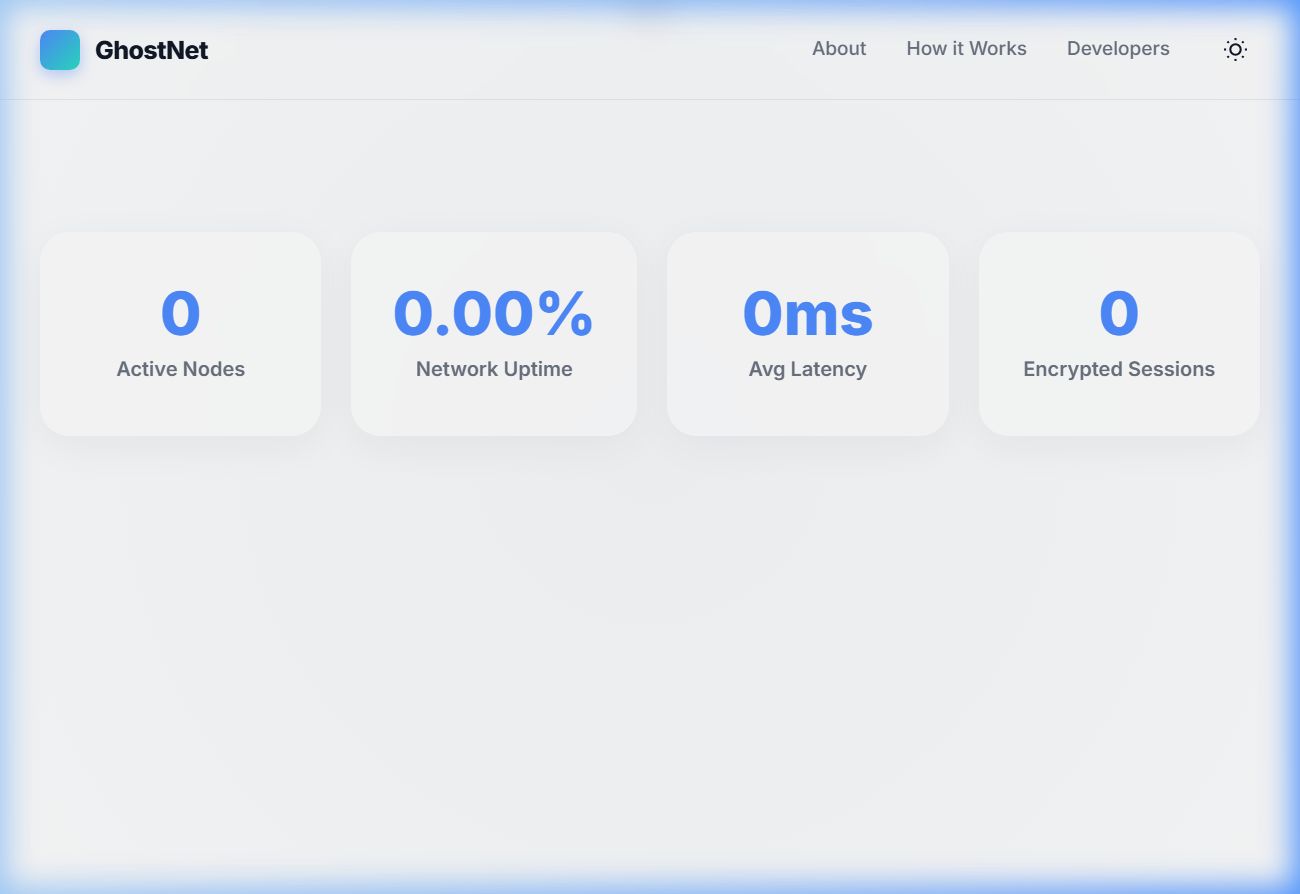 GhostNet
About
How it Works
Developers
0
Active Nodes
0.00%
Network Uptime
0ms
Avg Latency
0
Encrypted Sessions